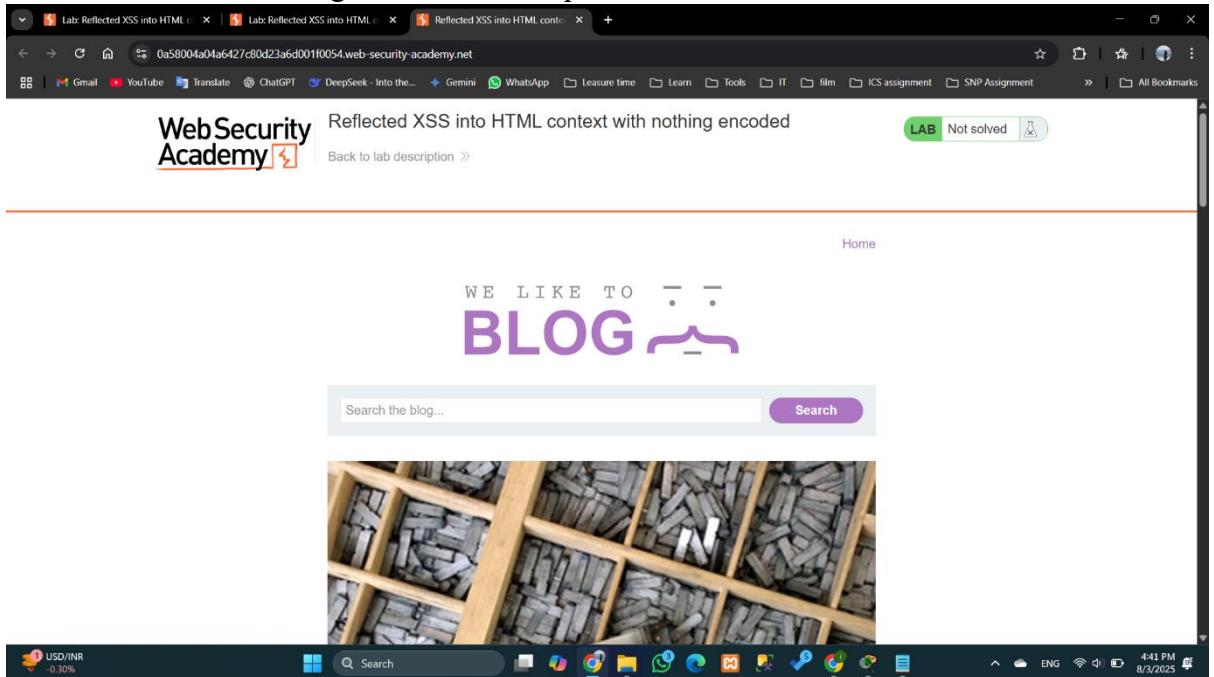 Lab: Reflected XSS into HTML c
Lab: Reflected XSS into HTML c
Reflected XSS into HTML conte
0a58004a04a6427c80d23a6d001f0054.web-security-academy.net
Gmail YouTube Translate ChatGPT DeepSeek - Into the... Gemini WhatsApp Leasure time Learn Tools IT film ICS assignment SNP Assignment » All Bookmarks
Web Security
Academy
Reflected XSS into HTML context with nothing encoded
Back to lab description
LAB Not solved
Home
WE LIKE TO
BLOG
Search the blog...
Search
1
USD/INR
-0.30%
Search
3
5
ENG
4:41 PM
8/3/2025